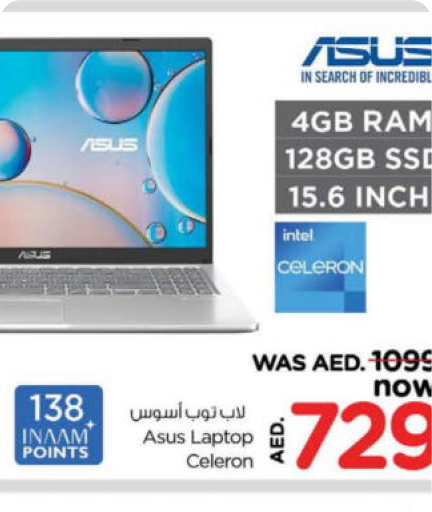 ASUS
IN SEARCH OF INCREDIBL
4GB RAM
128GB SSD
15.6 INCH
ASUS
intel
CELERON
ASUS
WAS AED. 1099
now
AED. 729
138
INAAM+
POINTS
لاب توب أسوس
Asus Laptop
Celeron